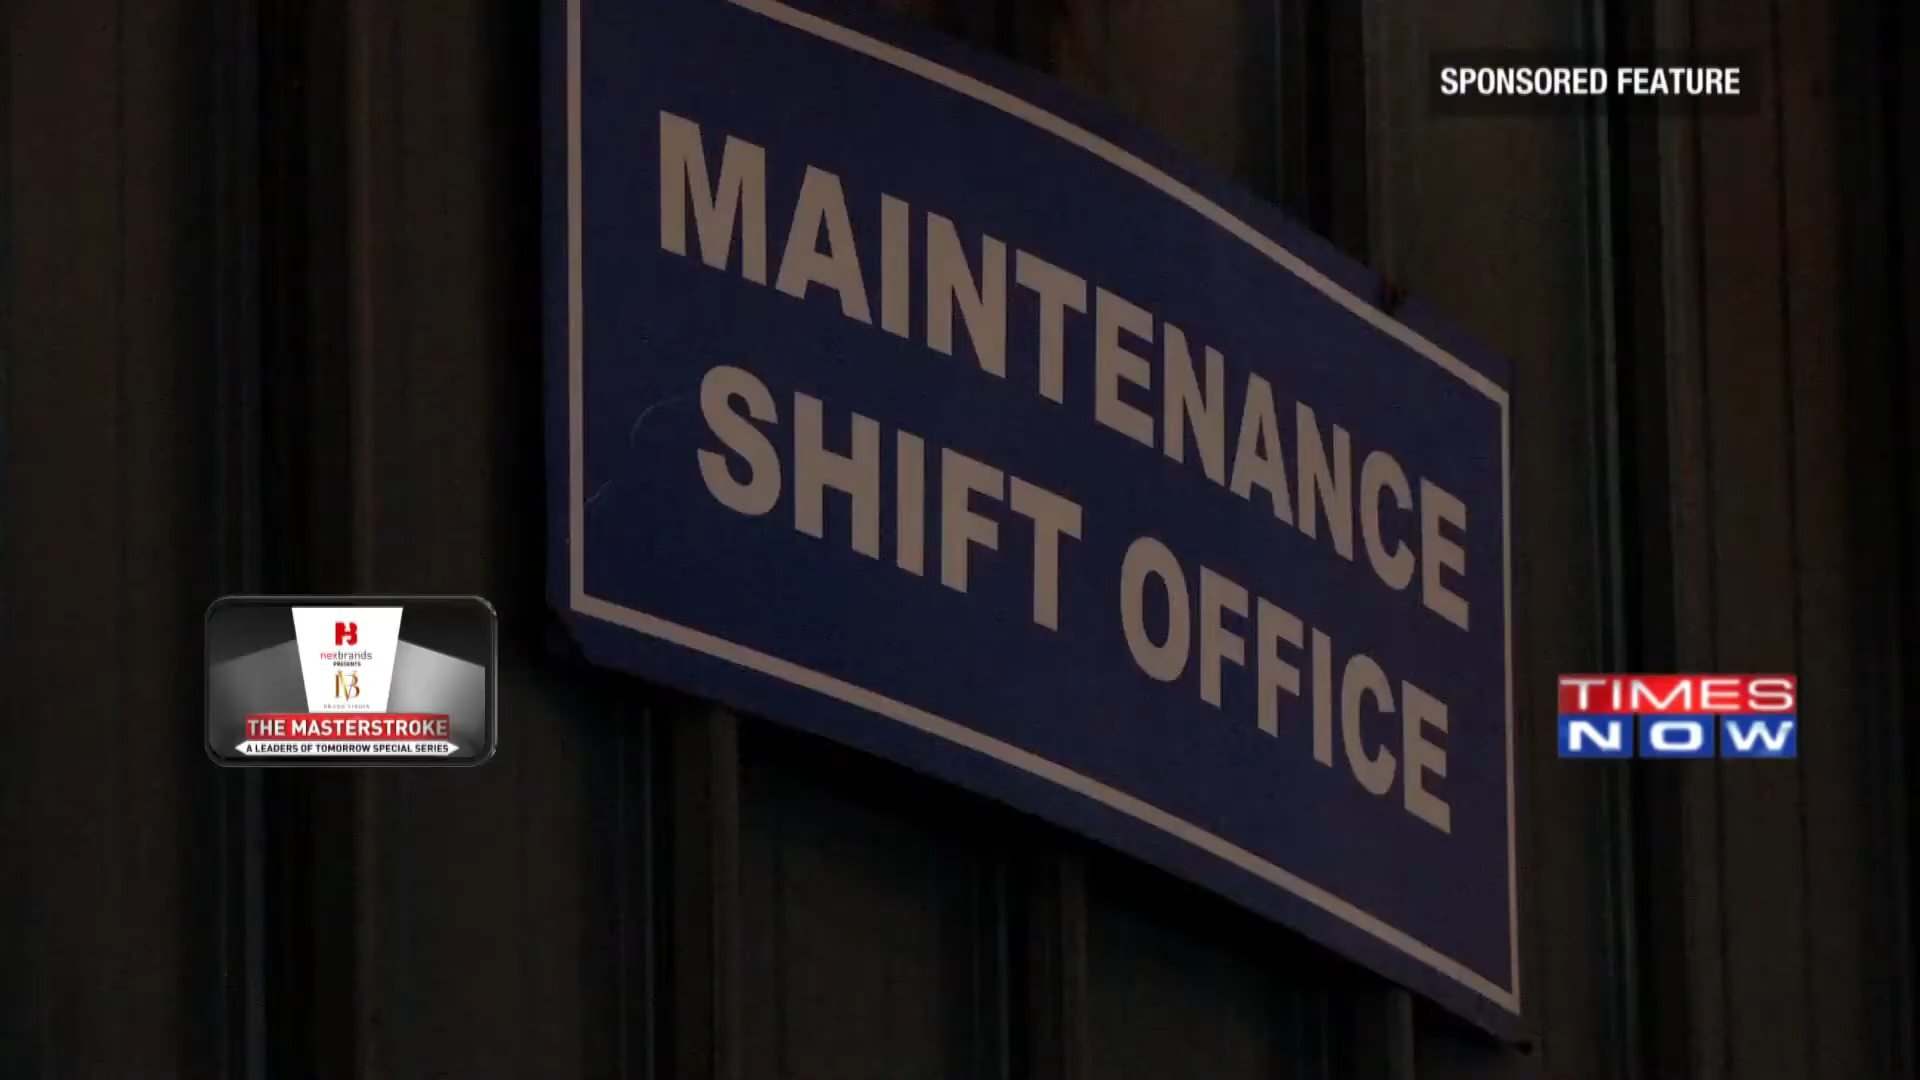 SPONSORED FEATURE
MAINTENANCE
SHIFT OFFICE
nexbrands
PRESENTS
THE MASTERSTROKE
A LEADERS OF TOMORROW SPECIAL SERIES
TIMES
NOW